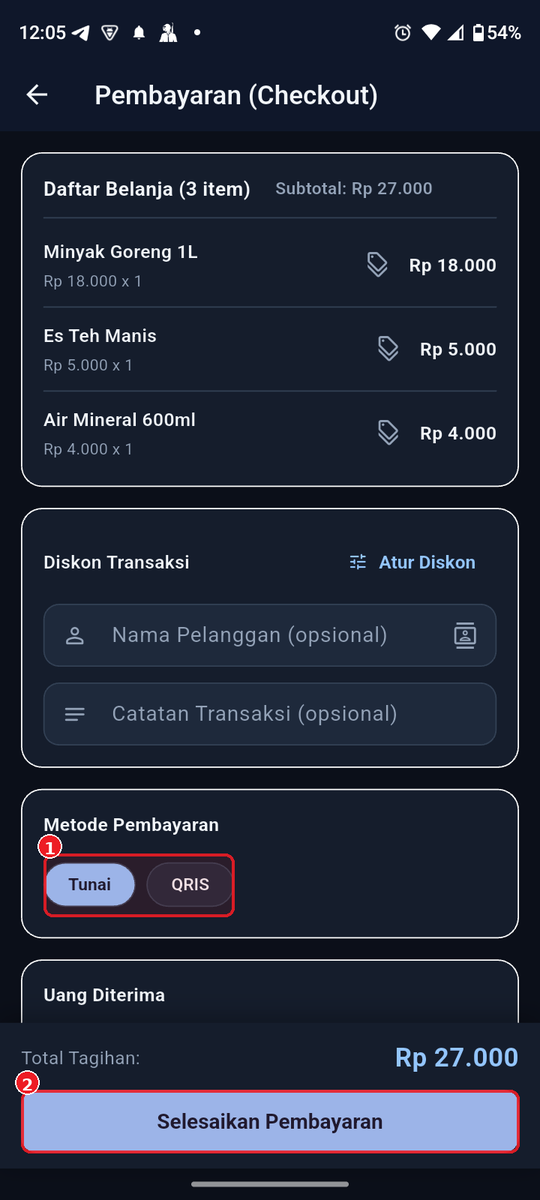 12:05
54%
Pembayaran (Checkout)
Daftar Belanja (3 item) Subtotal: Rp 27.000
Minyak Goreng 1L
Rp 18.000 x 1
Rp 18.000
Es Teh Manis
Rp 5.000 x 1
Rp 5.000
Air Mineral 600ml
Rp 4.000 x 1
Rp 4.000
Diskon Transaksi
Atur Diskon
Nama Pelanggan (opsional)
Catatan Transaksi (opsional)
Metode Pembayaran
1
Tunai
QRIS
Uang Diterima
Total Tagihan:
Rp 27.000
2
Selesaikan Pembayaran